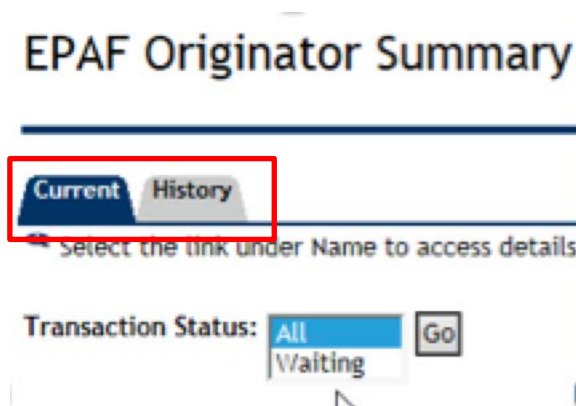 EPAF Originator Summary
Current History
Select the link under Name to access details
Transaction Status: All Go
Waiting